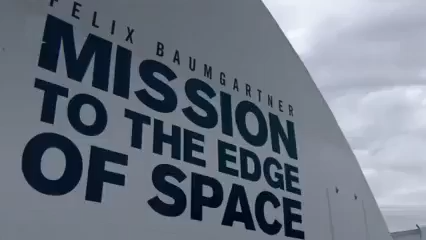 FELIX BAUMGARTNER
MISSION
TO THE EDGE
OF SPACE